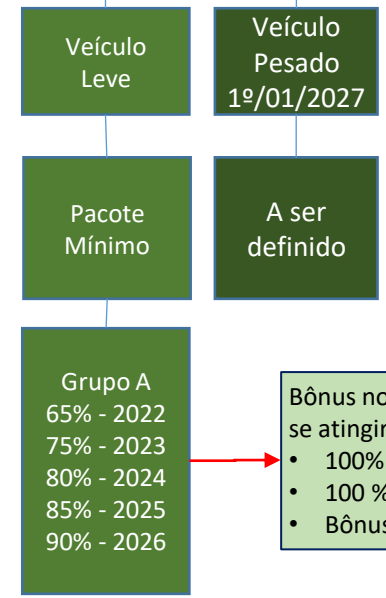 Veículo
Leve
Veículo
Pesado
1º/01/2027
Pacote
Mínimo
A ser
definido
Grupo A
65% - 2022
75% - 2023
80% - 2024
85% - 2025
90% - 2026
Bônus no
se atingir
• 100%
• 100 %
• Bônus